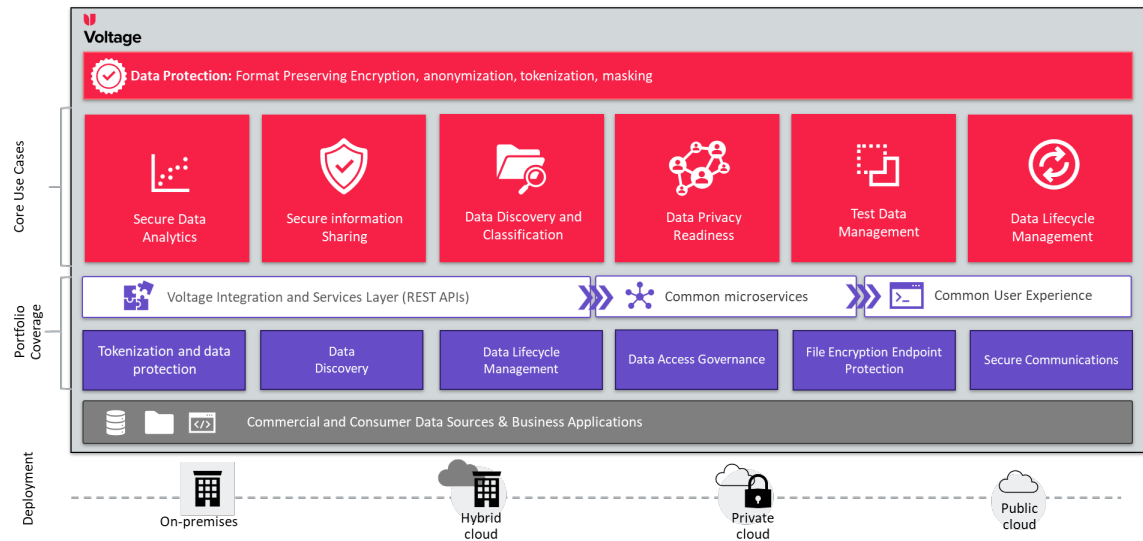 Voltage
Data Protection: Format Preserving Encryption, anonymization, tokenization, masking
Core Use Cases
Secure Data
Analytics
Secure information
Sharing
Data Discovery and
Classification
Data Privacy
Readiness
Test Data
Management
Data Lifecycle
Management
Portfolio
Coverage
Voltage Integration and Services Layer (REST APIs)
Common microservices
Common User Experience
Tokenization and data
protection
Data
Discovery
Data Lifecycle
Management
Data Access Governance
File Encryption Endpoint
Protection
Secure Communications
Commercial and Consumer Data Sources & Business Applications
Deployment
On-premises
Hybrid
cloud
Private
cloud
Public
cloud